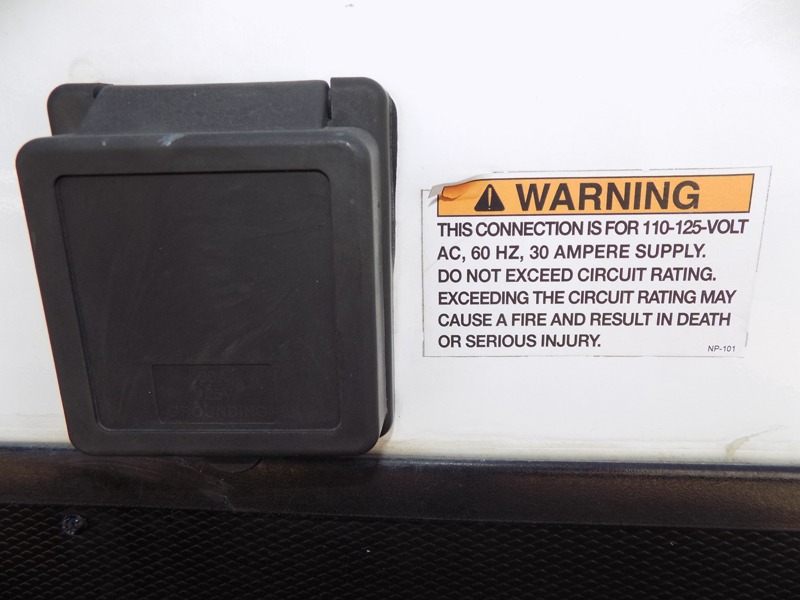 WARNING
THIS CONNECTION IS FOR 110-125-VOLT
AC, 60 HZ, 30 AMPERE SUPPLY.
DO NOT EXCEED CIRCUIT RATING.
EXCEEDING THE CIRCUIT RATING MAY
CAUSE A FIRE AND RESULT IN DEATH
OR SERIOUS INJURY.
NP-101